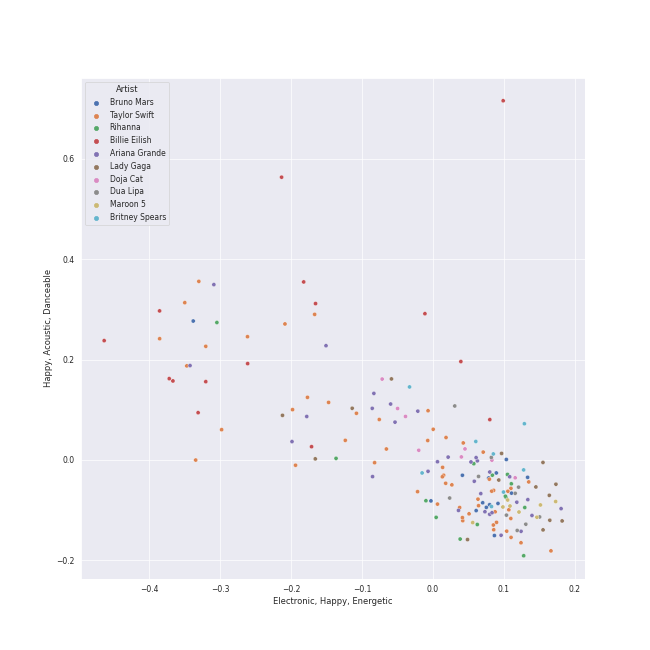 Artist
Bruno Mars
Taylor Swift
Rihanna
Billie Eilish
Ariana Grande
Lady Gaga
Doja Cat
Dua Lipa
Maroon 5
Britney Spears
Happy, Acoustic, Danceable
0.6
0.4
0.2
0.0
−0.2
−0.4
−0.3
−0.2
−0.1
0.0
0.1
0.2
Electronic, Happy, Energetic